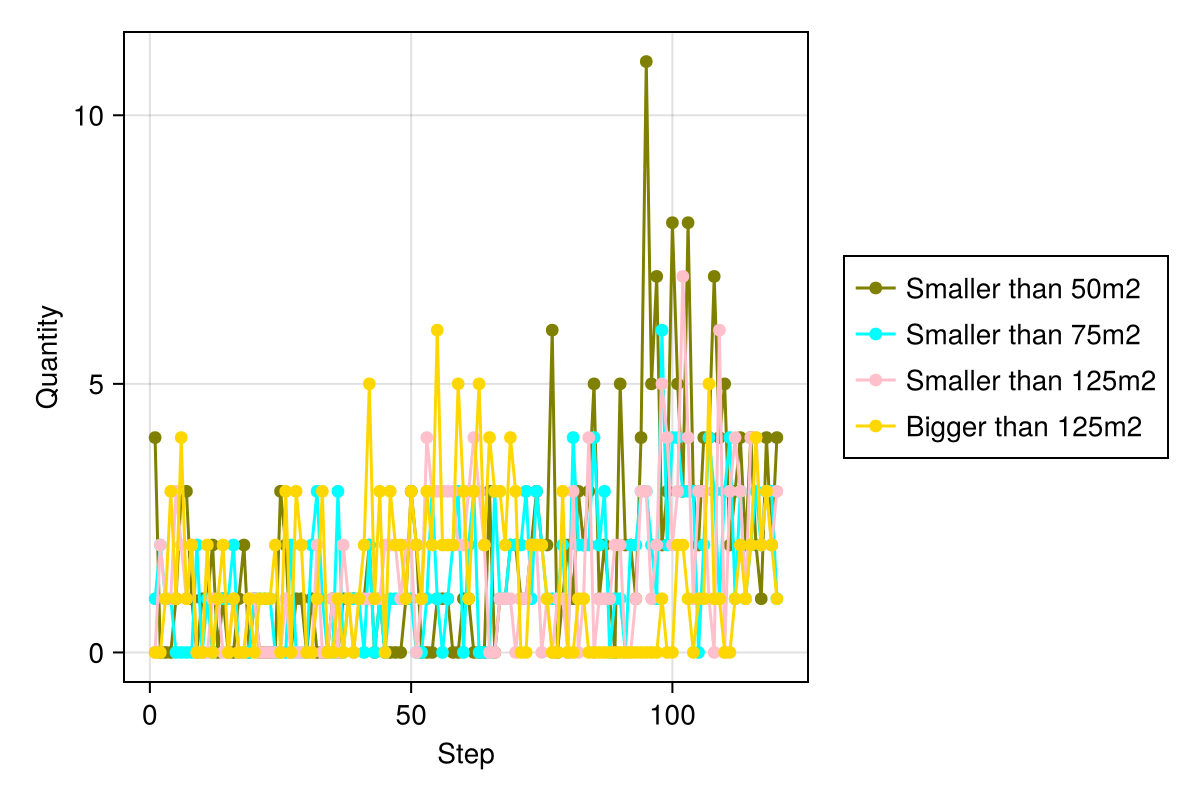 10
5
0
Quantity
0
50
100
Step
Smaller than 50m2
Smaller than 75m2
Smaller than 125m2
Bigger than 125m2